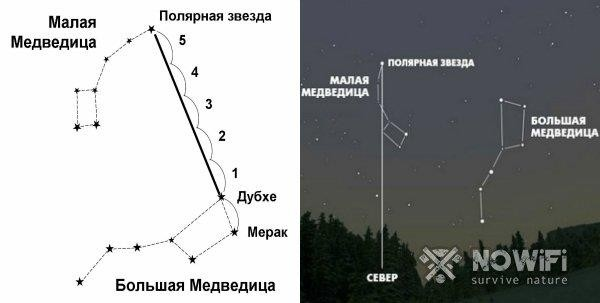 Малая
Медведица
Полярная звезда
5
4
3
2
1
Дубхе
Мерак
Большая Медведица
ПОЛЯРНАЯ ЗВЕЗДА
МАЛАЯ
МЕДВЕДИЦА
БОЛЬШАЯ
МЕДВЕДИЦА
СЕВЕР
NOWiFi
survive nature